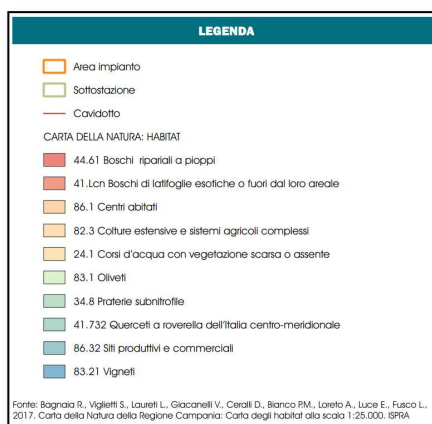 LEGENDA
Area impianto
Sottostazione
Cavidotto
CARTA DELLA NATURA: HABITAT
44.61 Boschi ripariali a pioppi
41.Lcn Boschi di latifoglie esotiche o fuori dal loro areale
86.1 Centri abitati
82.3 Colture estensive e sistemi agricoli complessi
24.1 Corsi d'acqua con vegetazione scarsa o assente
83.1 Oliveti
34.8 Praterie subnitrofile
41.732 Querceti a roverella dell'Italia centro-meridionale
86.32 Siti produttivi e commerciali
83.21 Vigneti
Fonte: Bagnaia R., Viglietti S., Laureti L., Giacanelli V., Ceralli D., Bianco P.M., Loreto A., Luce E., Fusco L.,
2017. Carta della Natura della Regione Campania: Carta degli habitat alla scala 1:25.000. ISPRA